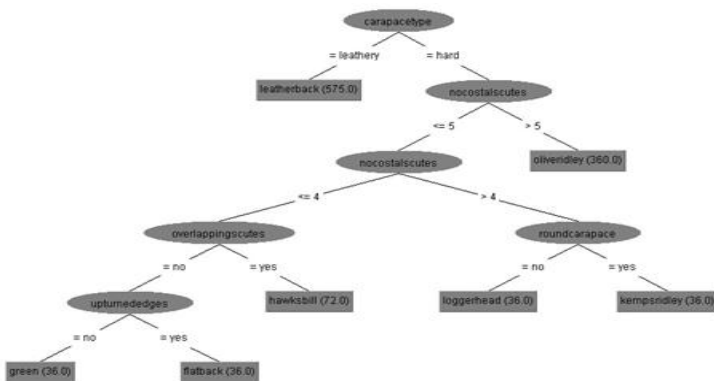 carapacetype
= leathery
= hard
leatherback (575.0)
nocostalscutes
<= 5
> 5
nocostalscutes
oliveridley (360.0)
<= 4
> 4
overlappingscutes
roundcarapace
= no
= yes
= no
= yes
upturnededges
hawksbill (72.0)
loggerhead (36.0)
kempsridley (36.0)
= no
= yes
green (36.0)
flatback (36.0)